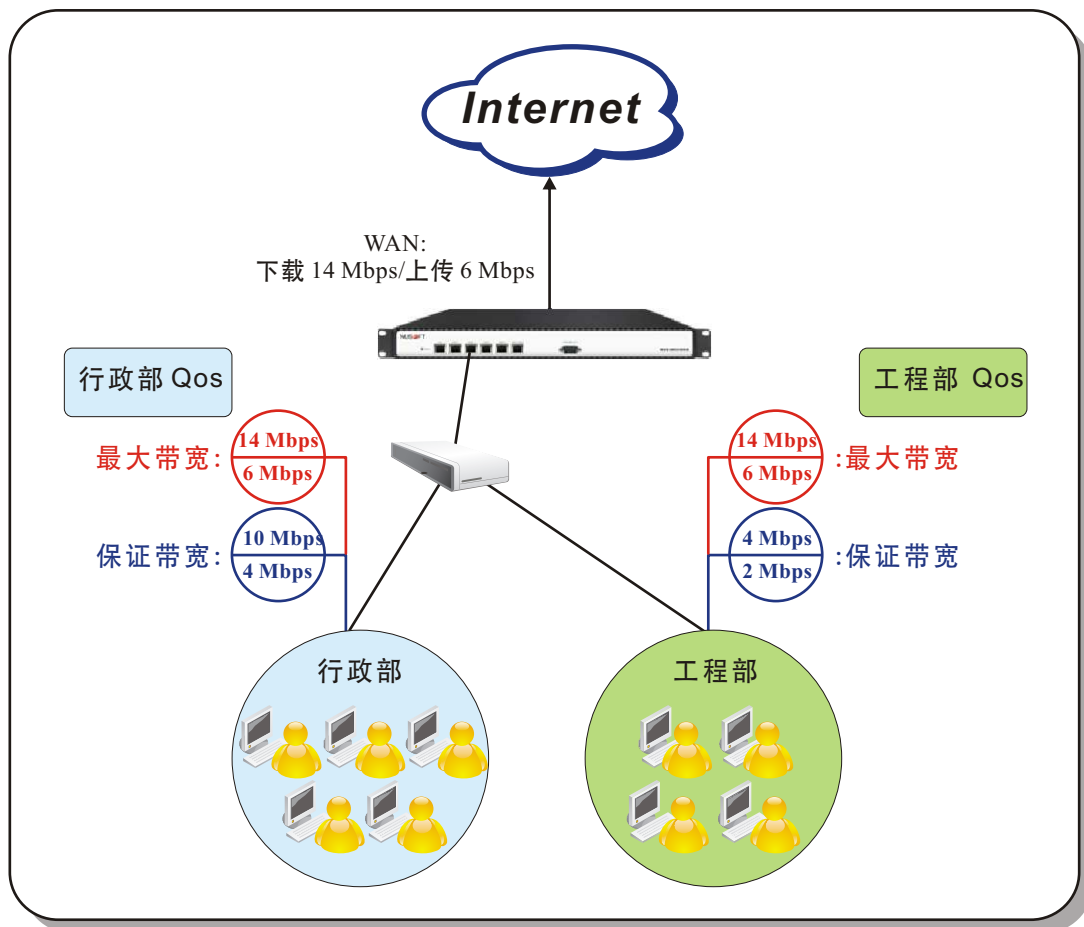 Internet
WAN:
下载 14 Mbps/上传 6 Mbps
NUSOFT
行政部 Qos
工程部 Qos
最大带宽:
14 Mbps
6 Mbps
14 Mbps
6 Mbps
:最大带宽
保证带宽:
10 Mbps
4 Mbps
4 Mbps
2 Mbps
:保证带宽
行政部
工程部